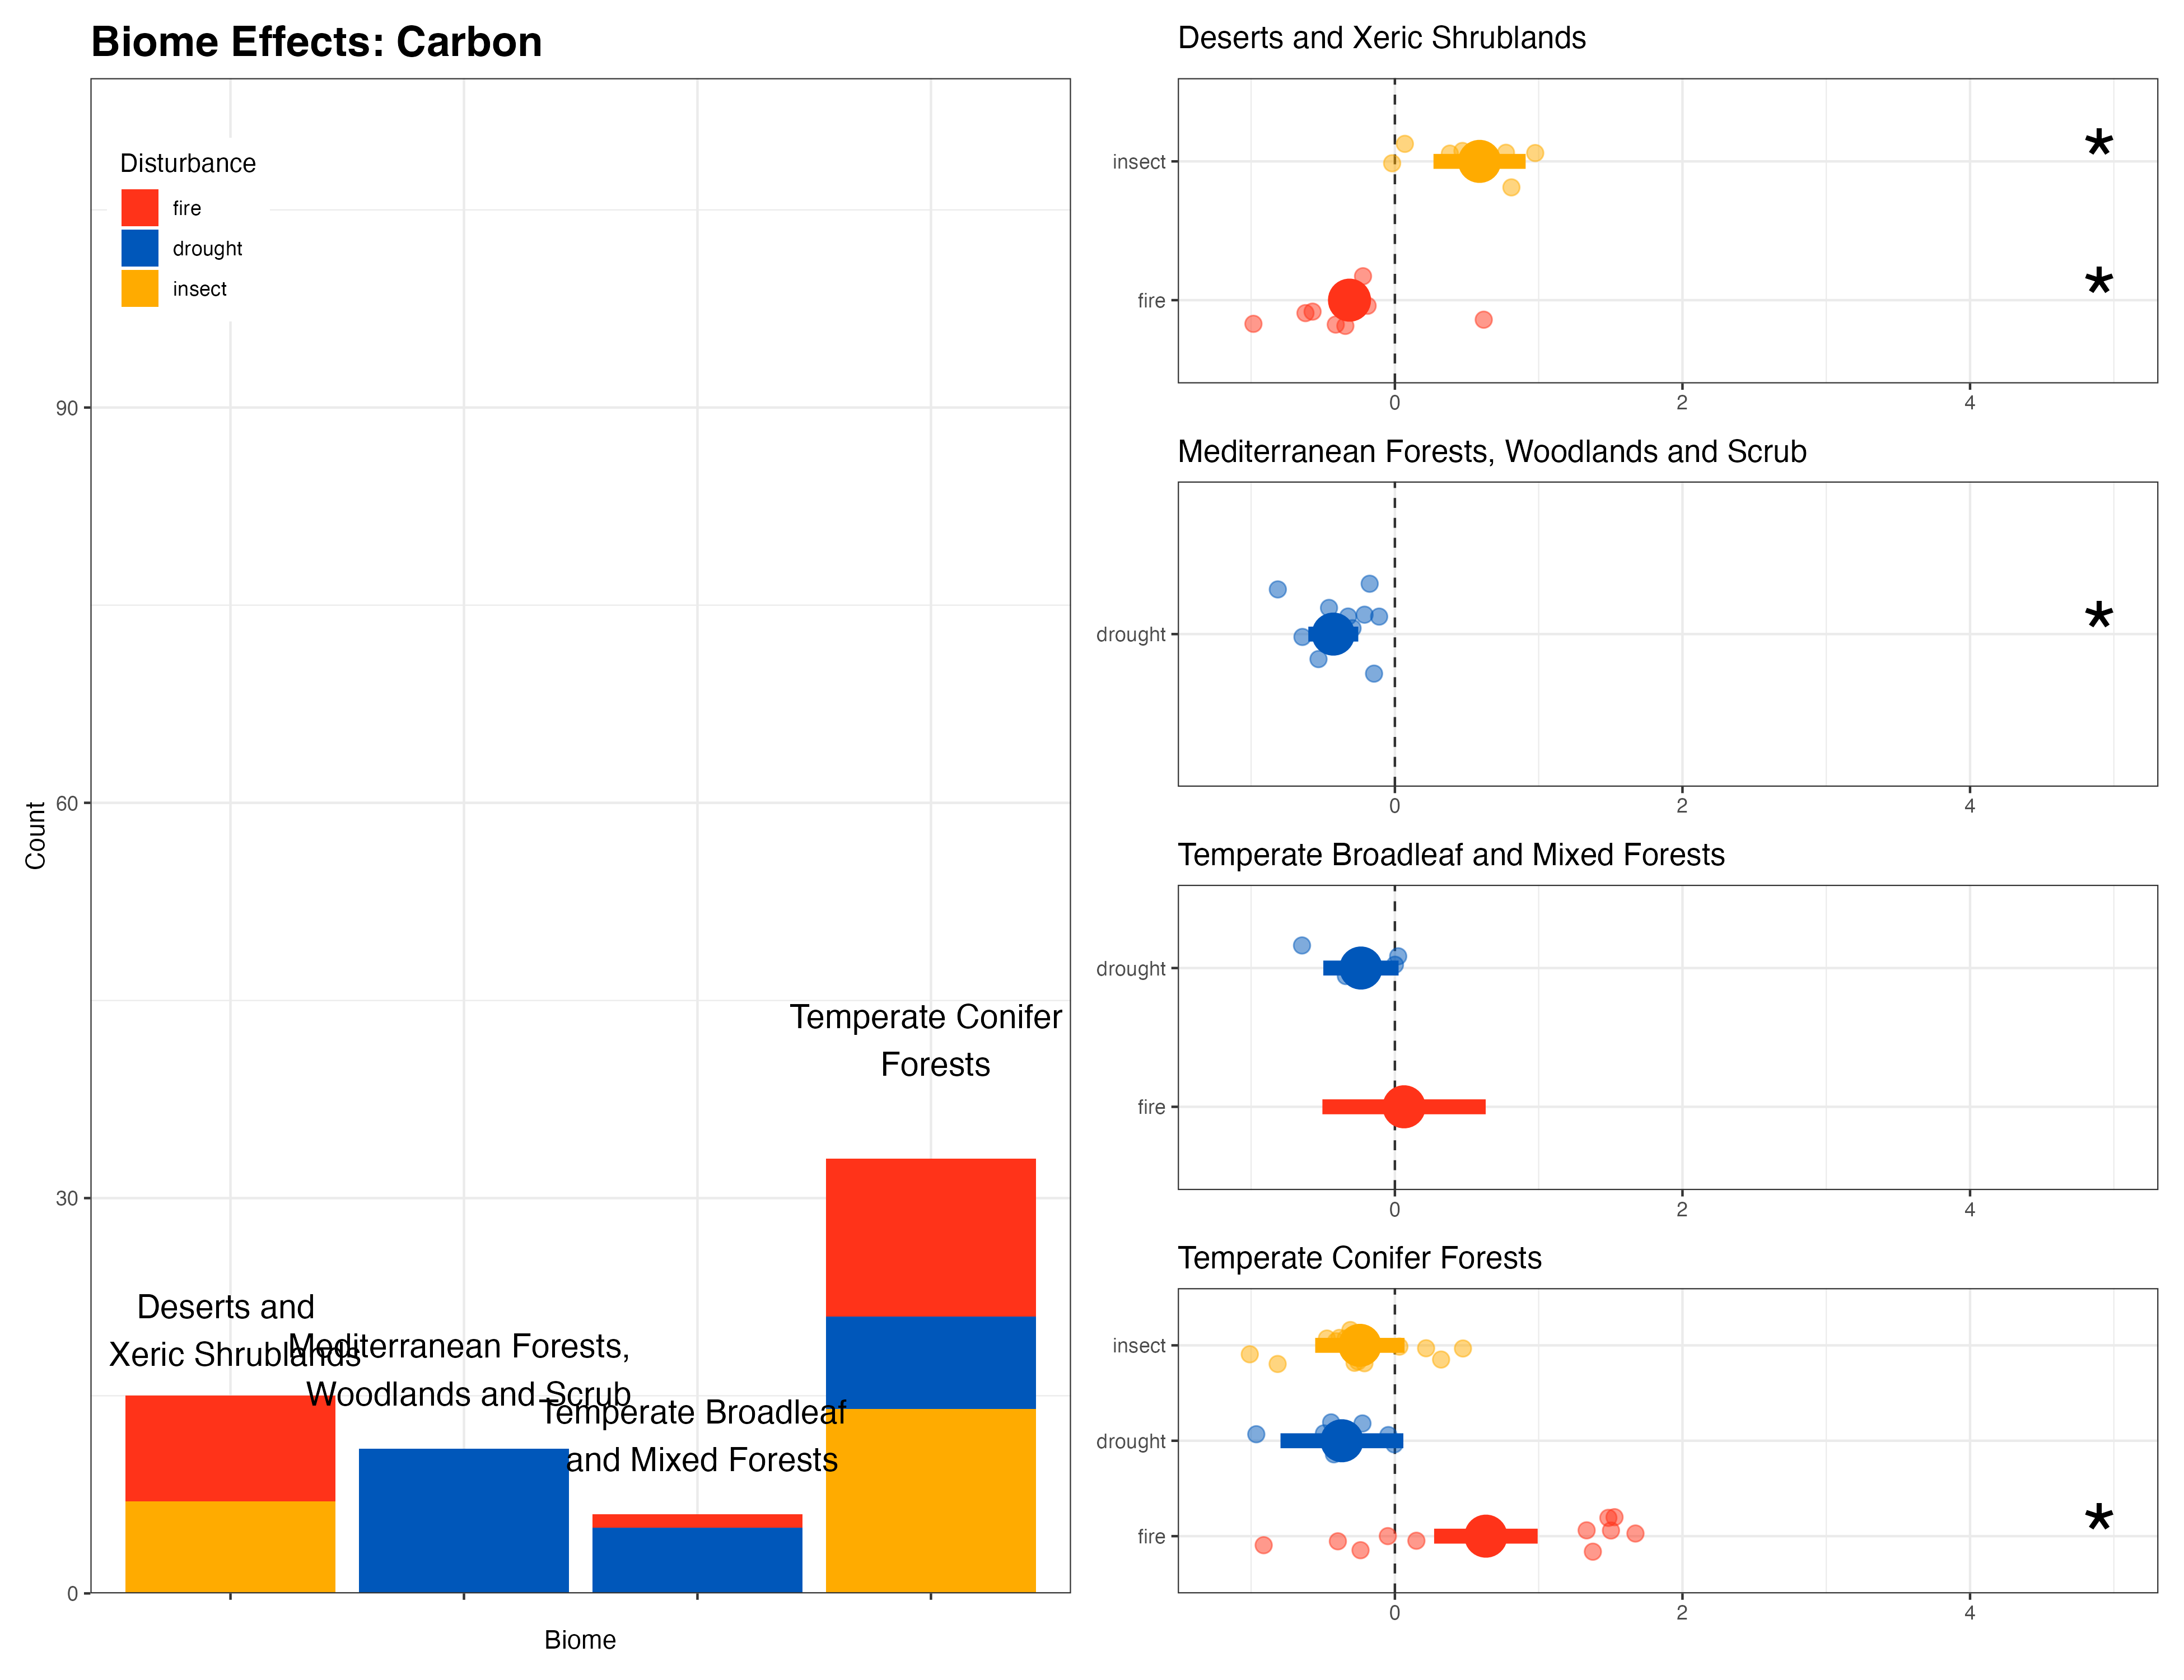 Biome Effects: Carbon
Disturbance
fire
drought
insect
Count
90
60
30
0
Deserts and
Xeric Shrublands
Mediterranean Forests,
Woodlands and Scrub
Temperate Broadleaf
and Mixed Forests
Temperate Conifer
Forests
Biome
Deserts and Xeric Shrublands
insect *
fire *
0 2 4
Mediterranean Forests, Woodlands and Scrub
drought *
0 2 4
Temperate Broadleaf and Mixed Forests
drought
fire
0 2 4
Temperate Conifer Forests
insect
drought
fire *
0 2 4